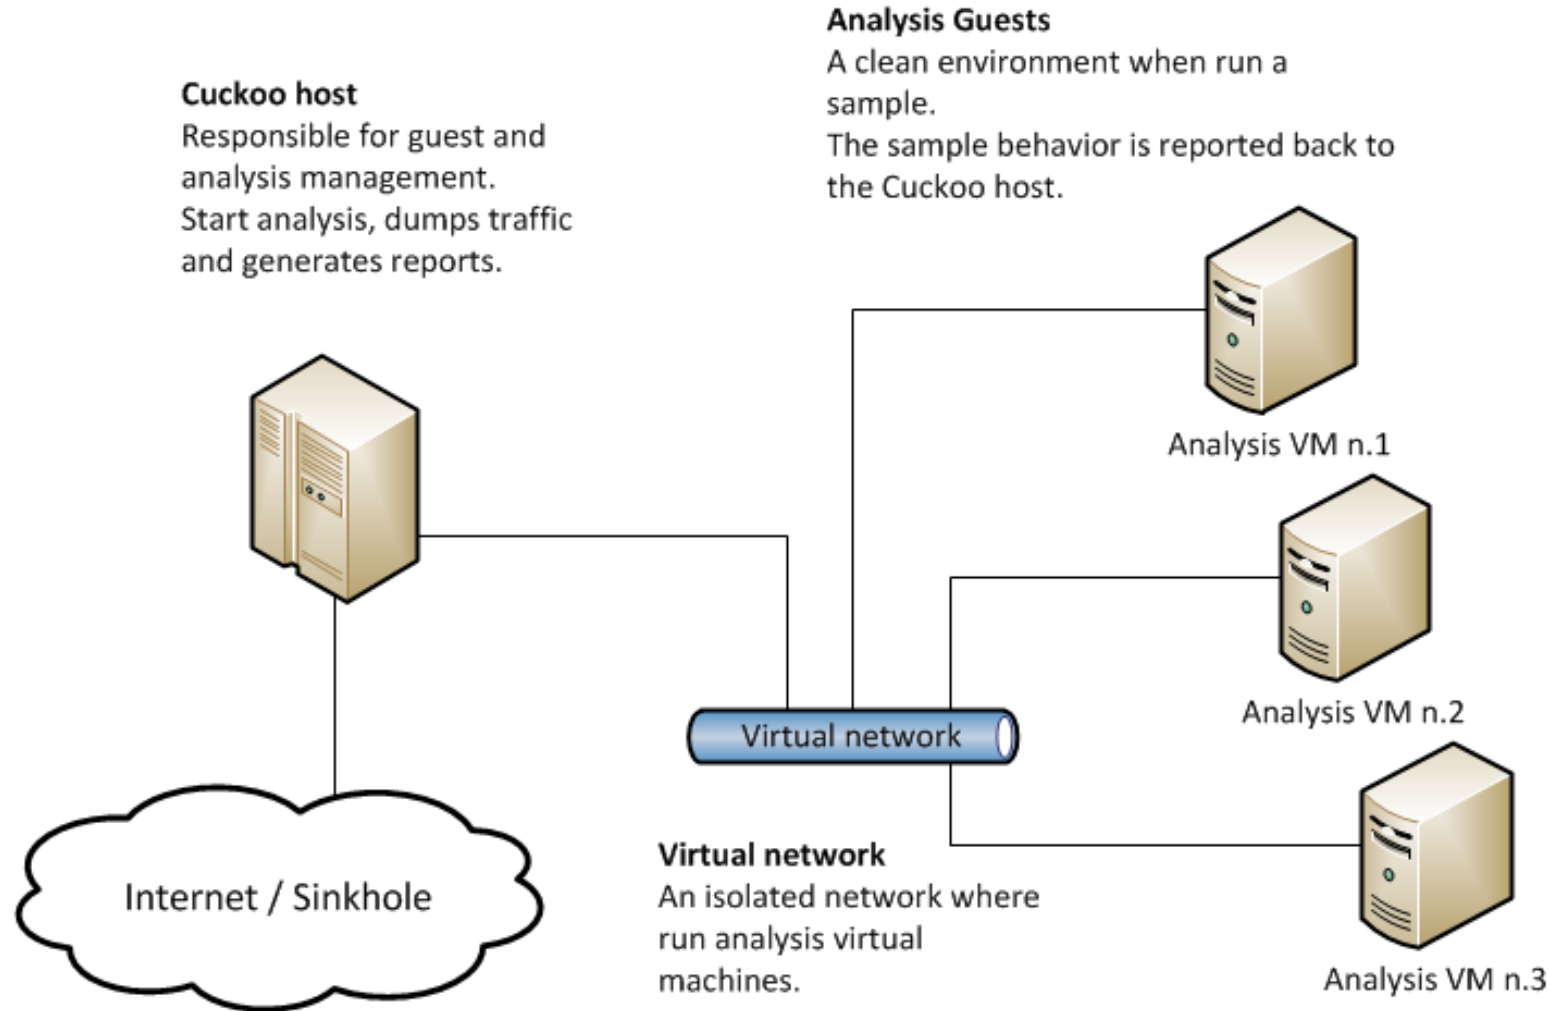 Analysis Guests
A clean environment when run a
sample.
The sample behavior is reported back to
the Cuckoo host.
Cuckoo host
Responsible for guest and
analysis management.
Start analysis, dumps traffic
and generates reports.
Analysis VM n.1
Analysis VM n.2
Virtual network
Internet / Sinkhole
Virtual network
An isolated network where
run analysis virtual
machines.
Analysis VM n.3